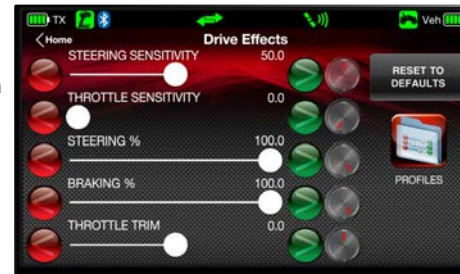 TX Veh
Home Drive Effects
STEERING SENSITIVITY 50.0
THROTTLE SENSITIVITY 0.0
STEERING % 100.0
BRAKING % 100.0
THROTTLE TRIM 0.0
RESET TO
DEFAULTS
PROFILES